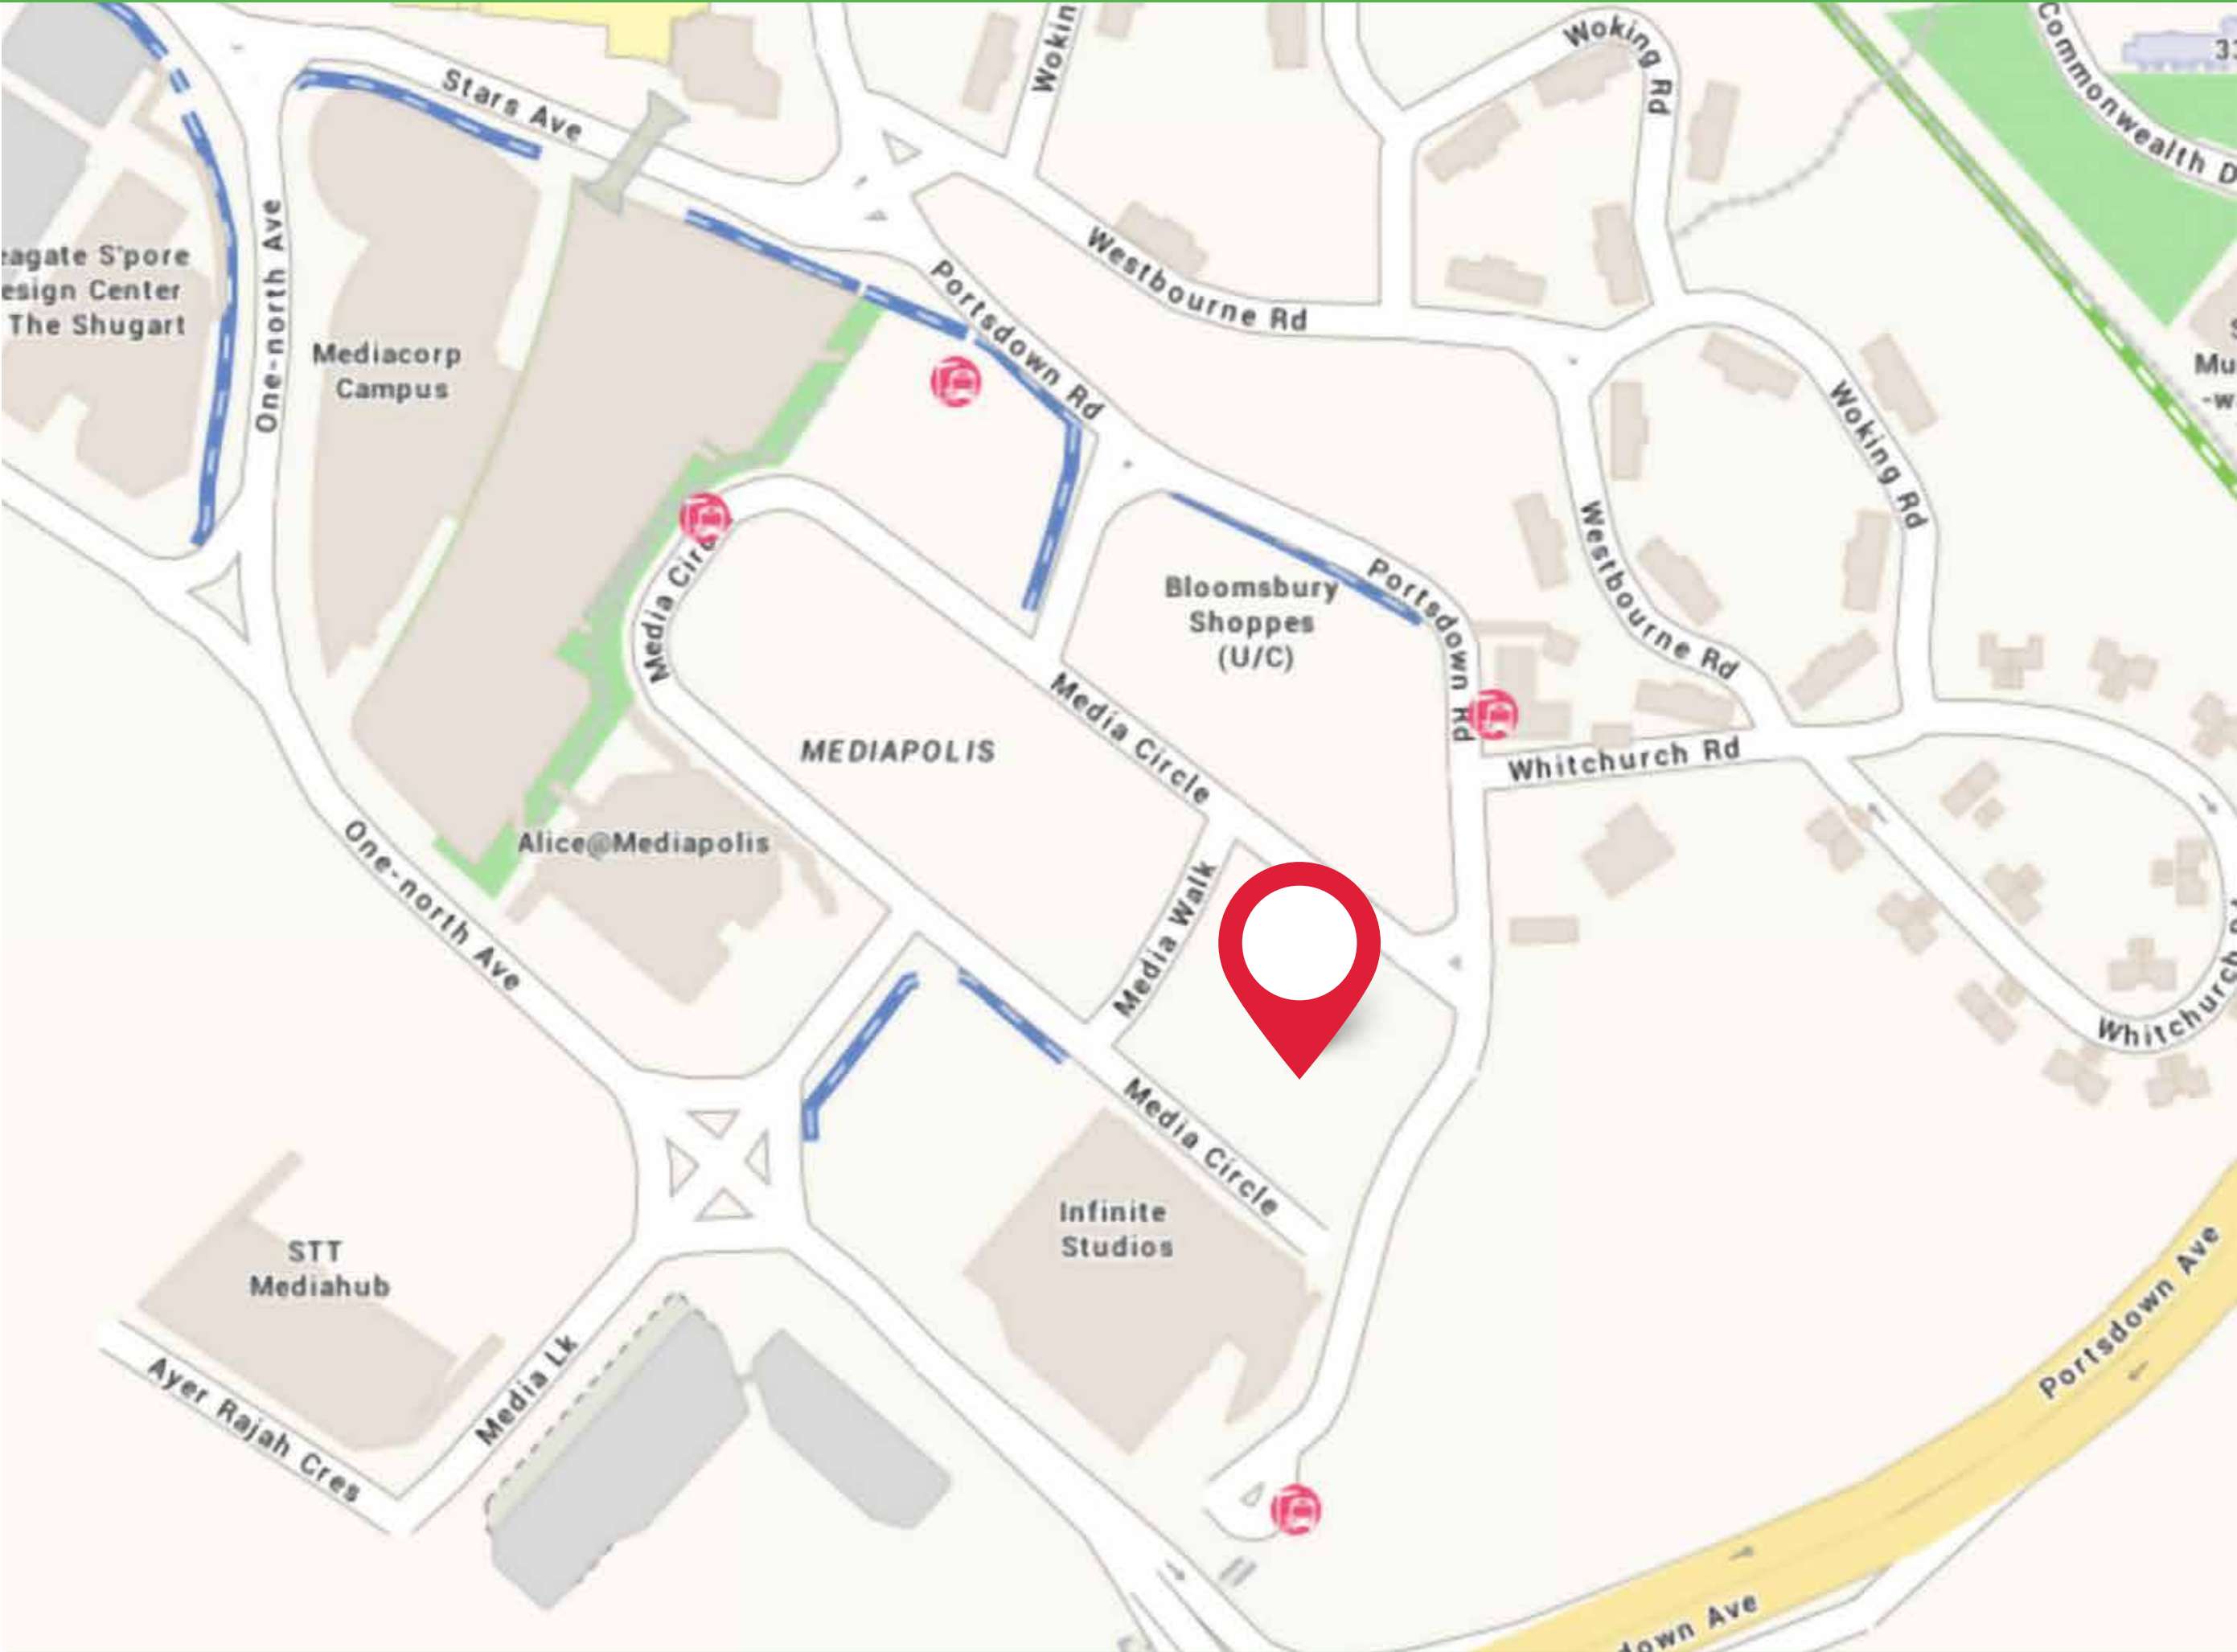 Stars Ave
Wokin
Woking Rd
Commonwealth D
33
eagate S'pore
esign Center
The Shugart
One-north Ave
Mediacorp
Campus
Westbourne Rd
Portsdown Rd
Mu
-w
Woking Rd
Media Circ
Bloomsbury
Shoppes
(U/C)
Portsdown Rd
Westbourne Rd
MEDIAPOLIS
Media Circle
Whitchurch Rd
Alice@Mediapolis
One-north Ave
Media Walk
Whitchurch
Media Circle
Infinite
Studios
STT
Mediahub
Ayer Rajah Cres
Media Lk
Portsdown Ave
down Ave